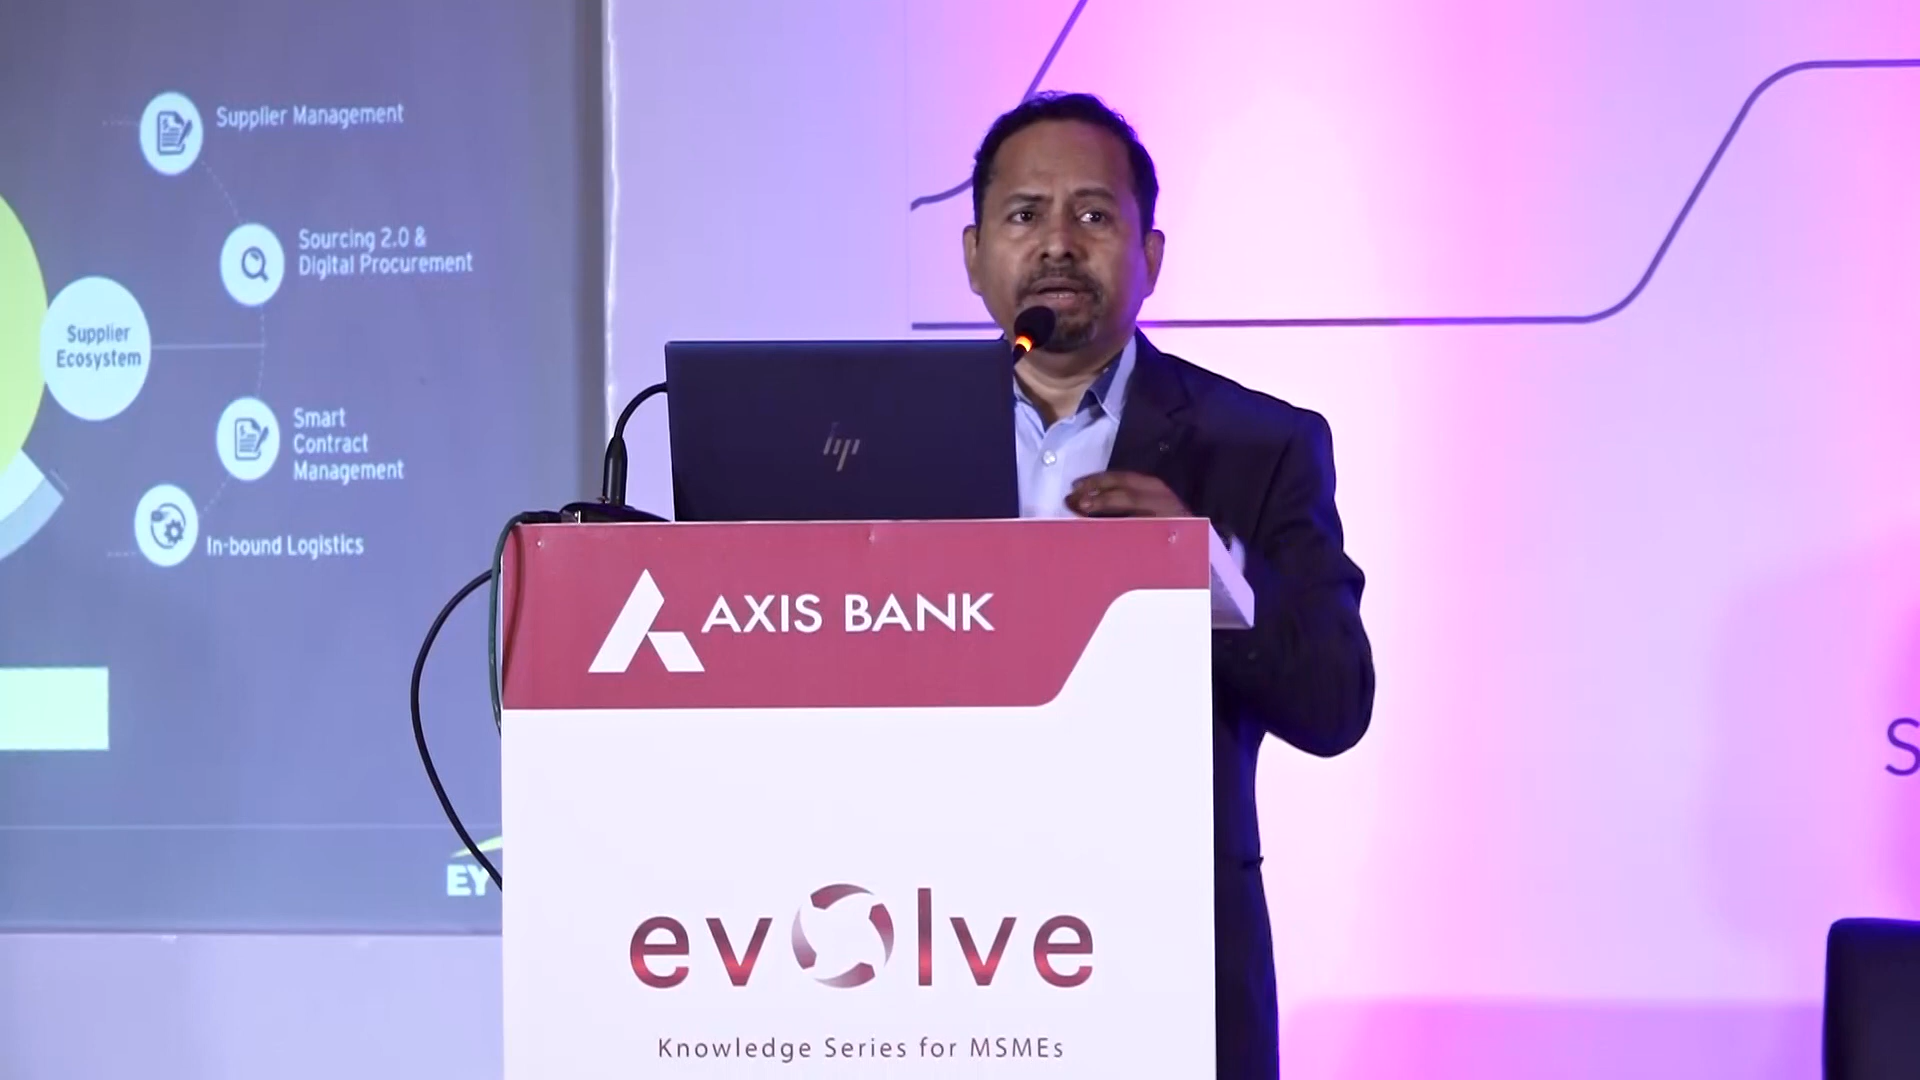 Supplier Management
Sourcing 2.0 &
Digital Procurement
Supplier
Ecosystem
Smart
Contract
Management
In-bound Logistics
EY
hp
AXIS BANK
evolve
Knowledge Series for MSMEs
S